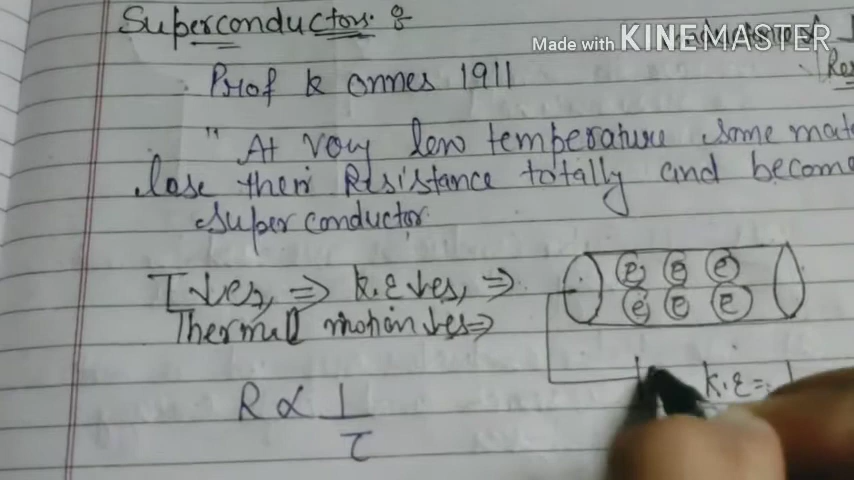 Superconductors :
Made with KINEMASTER
Prof k onnes 1911
" At very low temperature some mate
lose their Resistance totally and become
superconductor.
T↓es, ⇒ k.ε↓es, ⇒
Thermal motion ↓es ⇒
e e e
e e e
k.ε =
R ∝ 1/τ